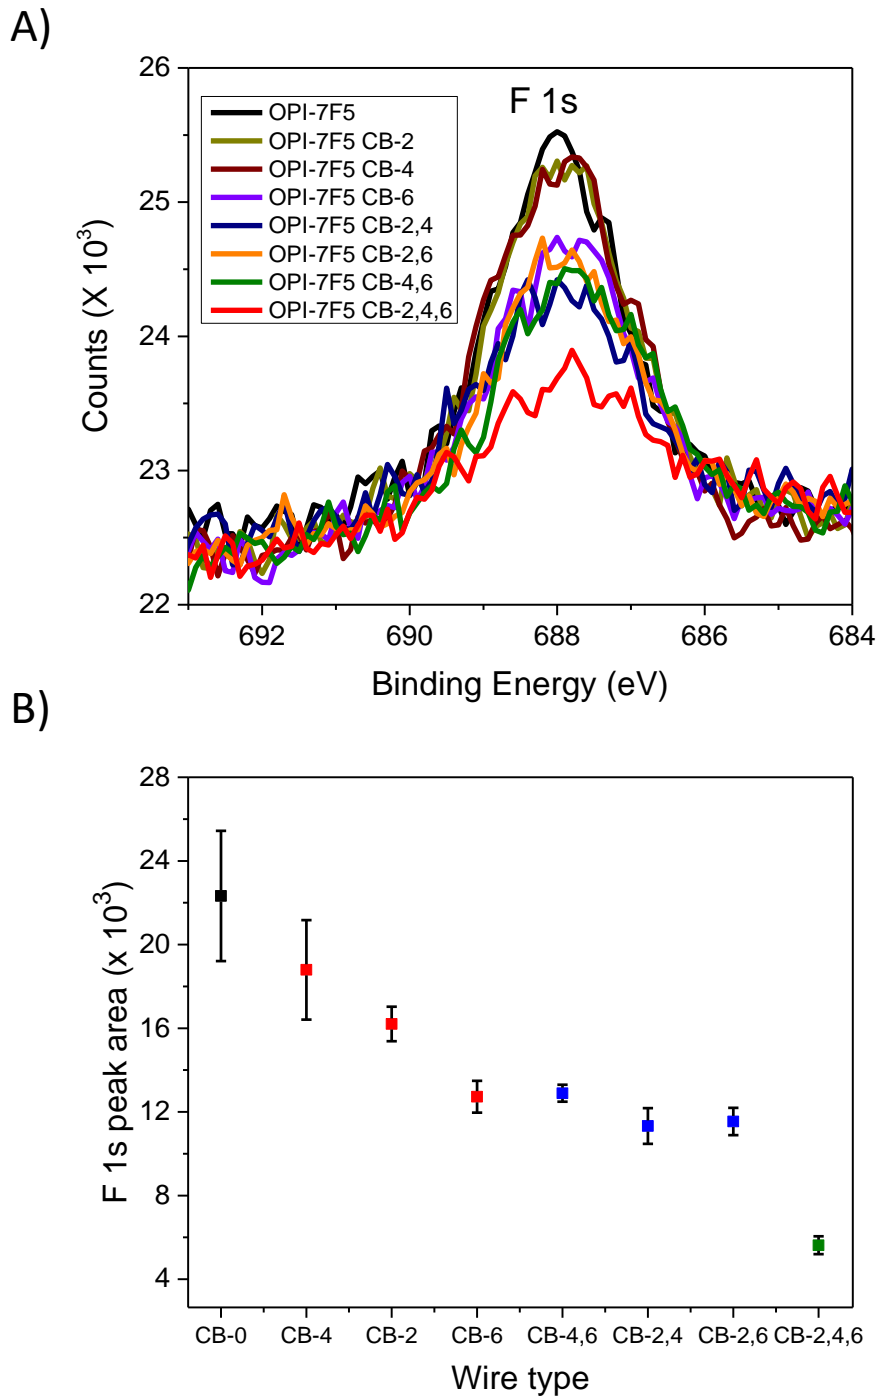 A)
26
25
24
23
22
Counts (X 10³)
F 1s
OPI-7F5
OPI-7F5 CB-2
OPI-7F5 CB-4
OPI-7F5 CB-6
OPI-7F5 CB-2,4
OPI-7F5 CB-2,6
OPI-7F5 CB-4,6
OPI-7F5 CB-2,4,6
692 690 688 686 684
Binding Energy (eV)
B)
28
24
20
16
12
8
4
F 1s peak area (x 10³)
CB-0 CB-4 CB-2 CB-6 CB-4,6 CB-2,4 CB-2,6 CB-2,4,6
Wire type